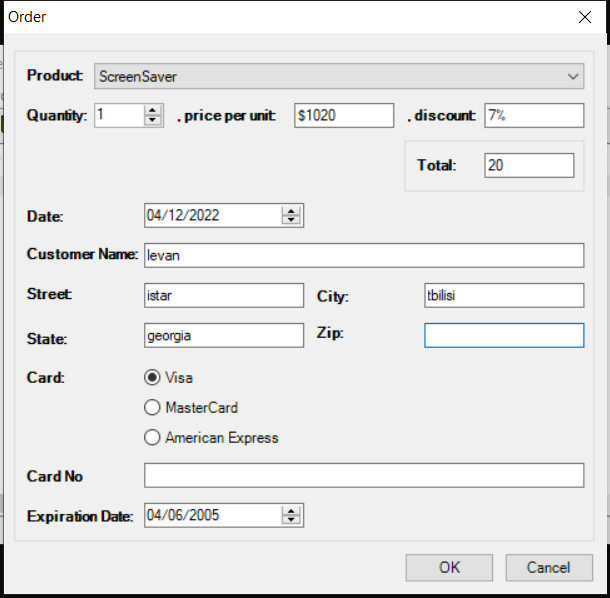 Order
Product: ScreenSaver
Quantity: 1 . price per unit: $1020 . discount: 7%
Total: 20
Date: 04/12/2022
Customer Name: levan
Street: istar City: tbilisi
State: georgia Zip:
Card: Visa
MasterCard
American Express
Card No
Expiration Date: 04/06/2005
OK Cancel